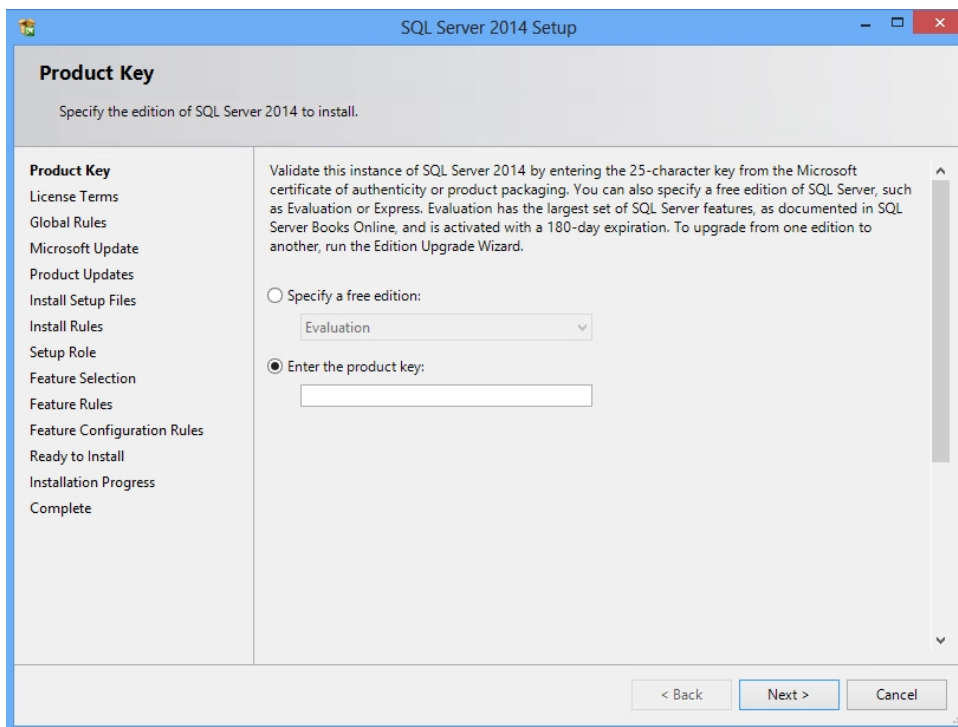 SQL Server 2014 Setup
Product Key
Specify the edition of SQL Server 2014 to install.
Product Key
License Terms
Global Rules
Microsoft Update
Product Updates
Install Setup Files
Install Rules
Setup Role
Feature Selection
Feature Rules
Feature Configuration Rules
Ready to Install
Installation Progress
Complete
Validate this instance of SQL Server 2014 by entering the 25-character key from the Microsoft
certificate of authenticity or product packaging. You can also specify a free edition of SQL Server, such
as Evaluation or Express. Evaluation has the largest set of SQL Server features, as documented in SQL
Server Books Online, and is activated with a 180-day expiration. To upgrade from one edition to
another, run the Edition Upgrade Wizard.
Specify a free edition:
Evaluation
Enter the product key:
< Back
Next >
Cancel